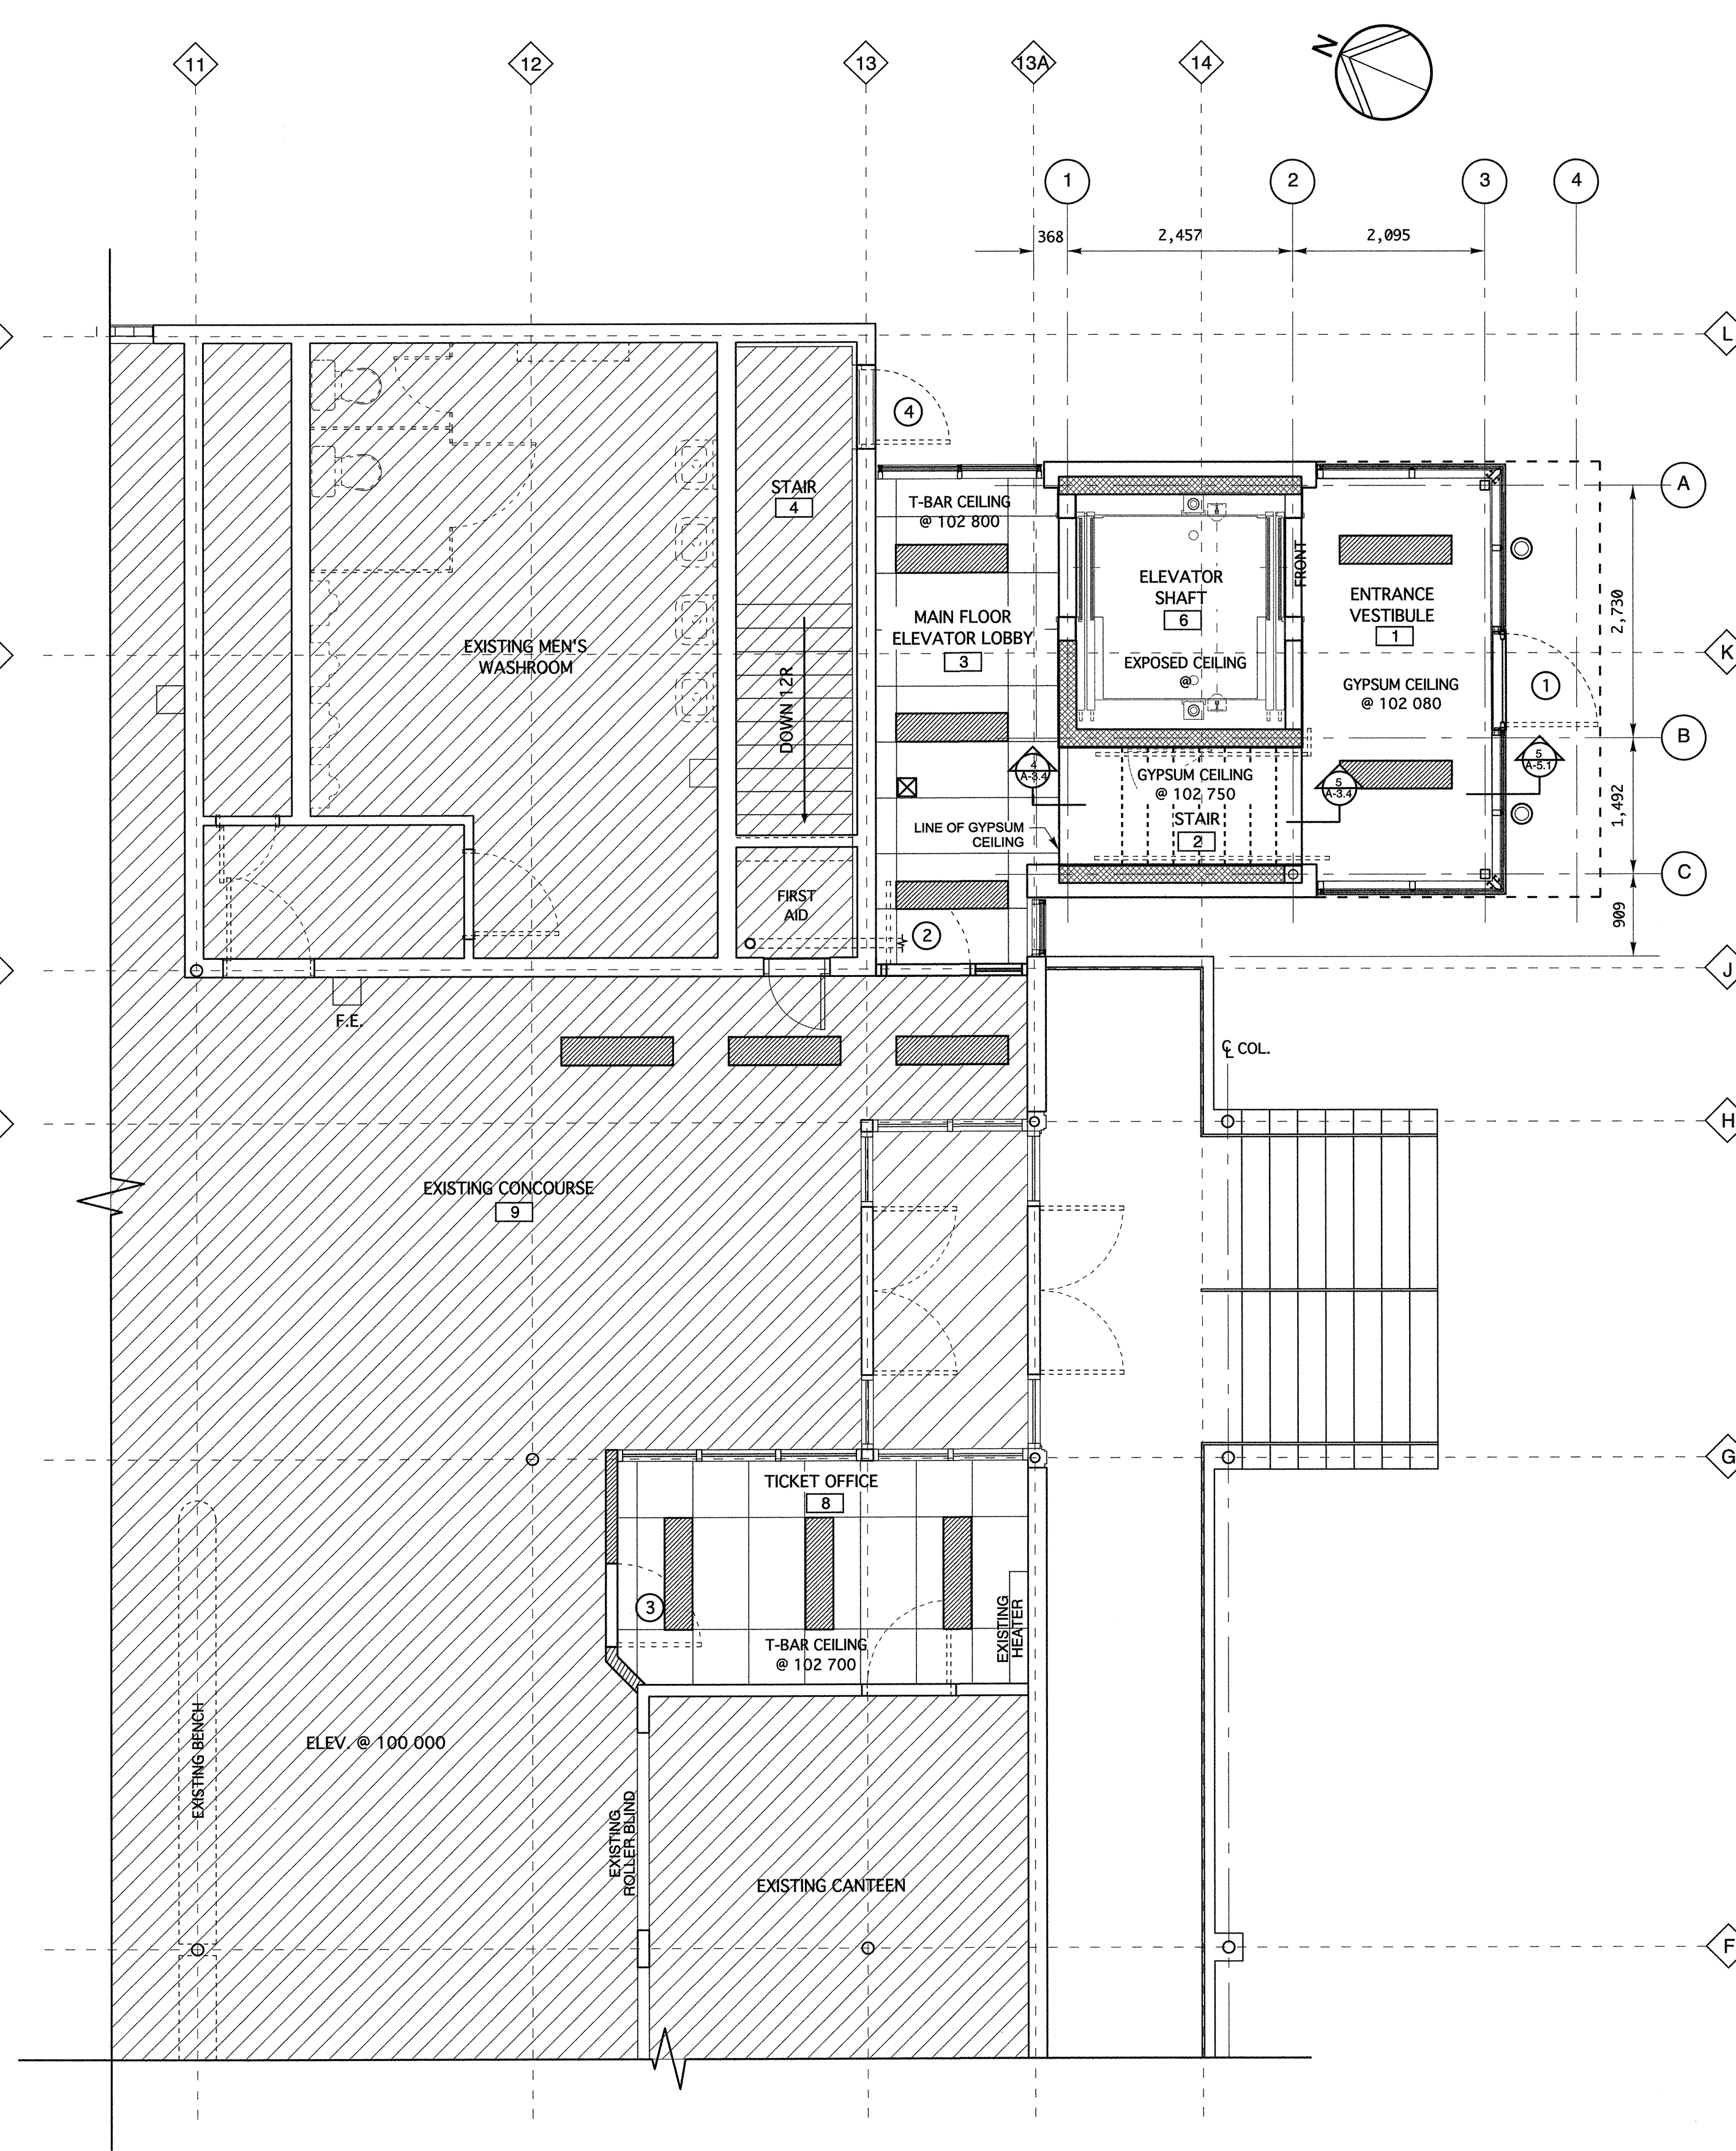 11
12
13
13A
14
N
1
2
3
4
368
2,457
2,095
L
4
A
STAIR
4
T-BAR CEILING
@ 102 800
FRONT
ELEVATOR
SHAFT
6
ENTRANCE
VESTIBULE
1
2,730
MAIN FLOOR
ELEVATOR LOBBY
3
EXISTING MEN'S
WASHROOM
K
EXPOSED CEILING
@
DOWN 12R
GYPSUM CEILING
@ 102 080
1
B
4
A-3.4
GYPSUM CEILING
@ 102 750
5
A-3.4
5
A-5.1
1,492
STAIR
2
LINE OF GYPSUM
CEILING
C
FIRST
AID
909
2
J
F.E.
℄ COL.
H
EXISTING CONCOURSE
9
G
TICKET OFFICE
8
3
EXISTING
HEATER
T-BAR CEILING
@ 102 700
EXISTING BENCH
ELEV. @ 100 000
EXISTING
ROLLER BLIND
EXISTING CANTEEN
F